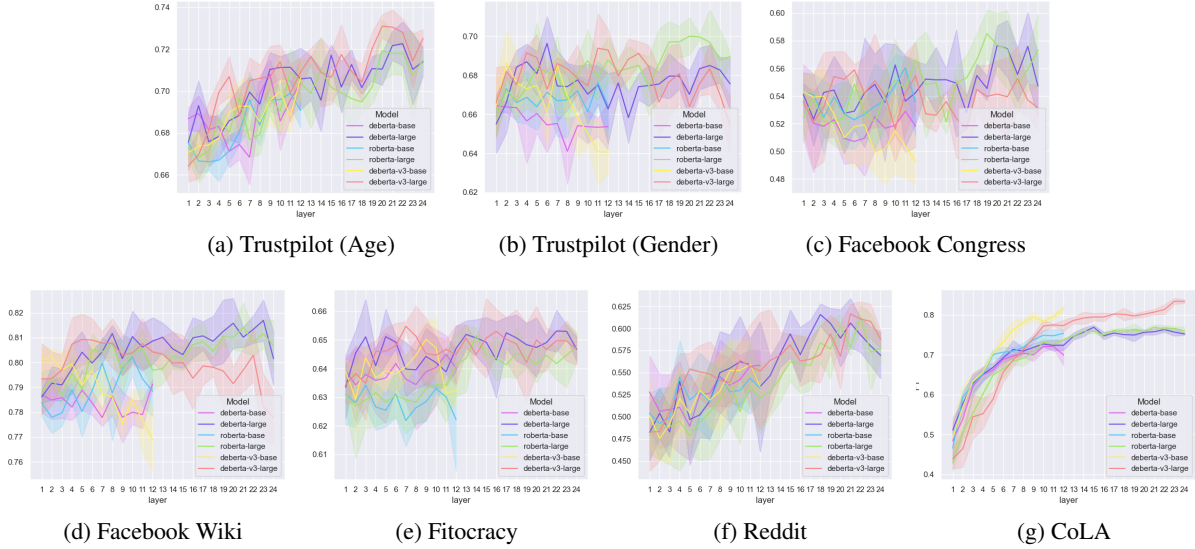 0.74
0.72
0.70
0.68
0.66
Model
deberta-base
deberta-large
roberta-base
roberta-large
deberta-v3-base
deberta-v3-large
1 2 3 4 5 6 7 8 9 10 11 12 13 14 15 16 17 18 19 20 21 22 23 24
layer
(a) Trustpilot (Age)
0.70
0.68
0.66
0.64
0.62
Model
deberta-base
deberta-large
roberta-base
roberta-large
deberta-v3-base
deberta-v3-large
1 2 3 4 5 6 7 8 9 10 11 12 13 14 15 16 17 18 19 20 21 22 23 24
layer
(b) Trustpilot (Gender)
0.60
0.58
0.56
0.54
0.52
0.50
0.48
Model
deberta-base
deberta-large
roberta-base
roberta-large
deberta-v3-base
deberta-v3-large
1 2 3 4 5 6 7 8 9 10 11 12 13 14 15 16 17 18 19 20 21 22 23 24
layer
(c) Facebook Congress
0.82
0.81
0.80
0.79
0.78
0.77
0.76
Model
deberta-base
deberta-large
roberta-base
roberta-large
deberta-v3-base
deberta-v3-large
1 2 3 4 5 6 7 8 9 10 11 12 13 14 15 16 17 18 19 20 21 22 23 24
layer
(d) Facebook Wiki
0.66
0.65
0.64
0.63
0.62
0.61
Model
deberta-base
deberta-large
roberta-base
roberta-large
deberta-v3-base
deberta-v3-large
1 2 3 4 5 6 7 8 9 10 11 12 13 14 15 16 17 18 19 20 21 22 23 24
layer
(e) Fitocracy
0.625
0.600
0.575
0.550
0.525
0.500
0.475
0.450
Model
deberta-base
deberta-large
roberta-base
roberta-large
deberta-v3-base
deberta-v3-large
1 2 3 4 5 6 7 8 9 10 11 12 13 14 15 16 17 18 19 20 21 22 23 24
layer
(f) Reddit
0.8
0.7
0.6
0.5
0.4
Model
deberta-base
deberta-large
roberta-base
roberta-large
deberta-v3-base
deberta-v3-large
1 2 3 4 5 6 7 8 9 10 11 12 13 14 15 16 17 18 19 20 21 22 23 24
layer
(g) CoLA